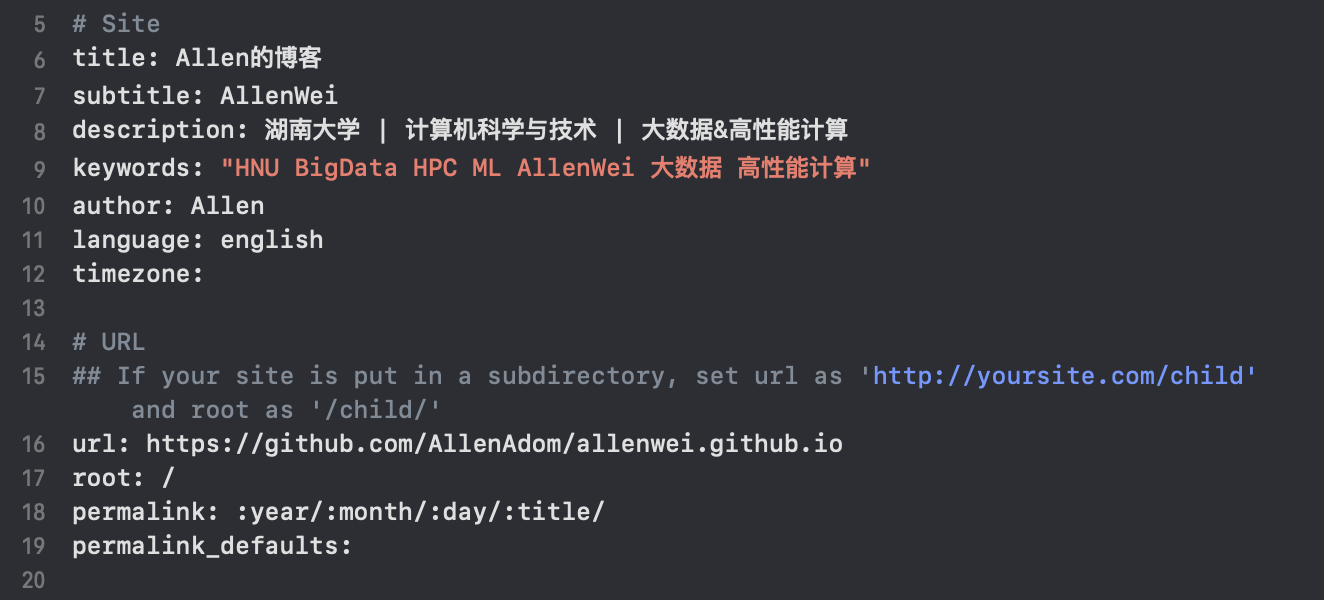 5 # Site
6 title: Allen的博客
7 subtitle: AllenWei
8 description: 湖南大学 | 计算机科学与技术 | 大数据&高性能计算
9 keywords: "HNU BigData HPC ML AllenWei 大数据 高性能计算"
10 author: Allen
11 language: english
12 timezone:
13
14 # URL
15 ## If your site is put in a subdirectory, set url as 'http://yoursite.com/child'
and root as '/child/'
16 url: https://github.com/AllenAdom/allenwei.github.io
17 root: /
18 permalink: :year/:month/:day/:title/
19 permalink_defaults:
20